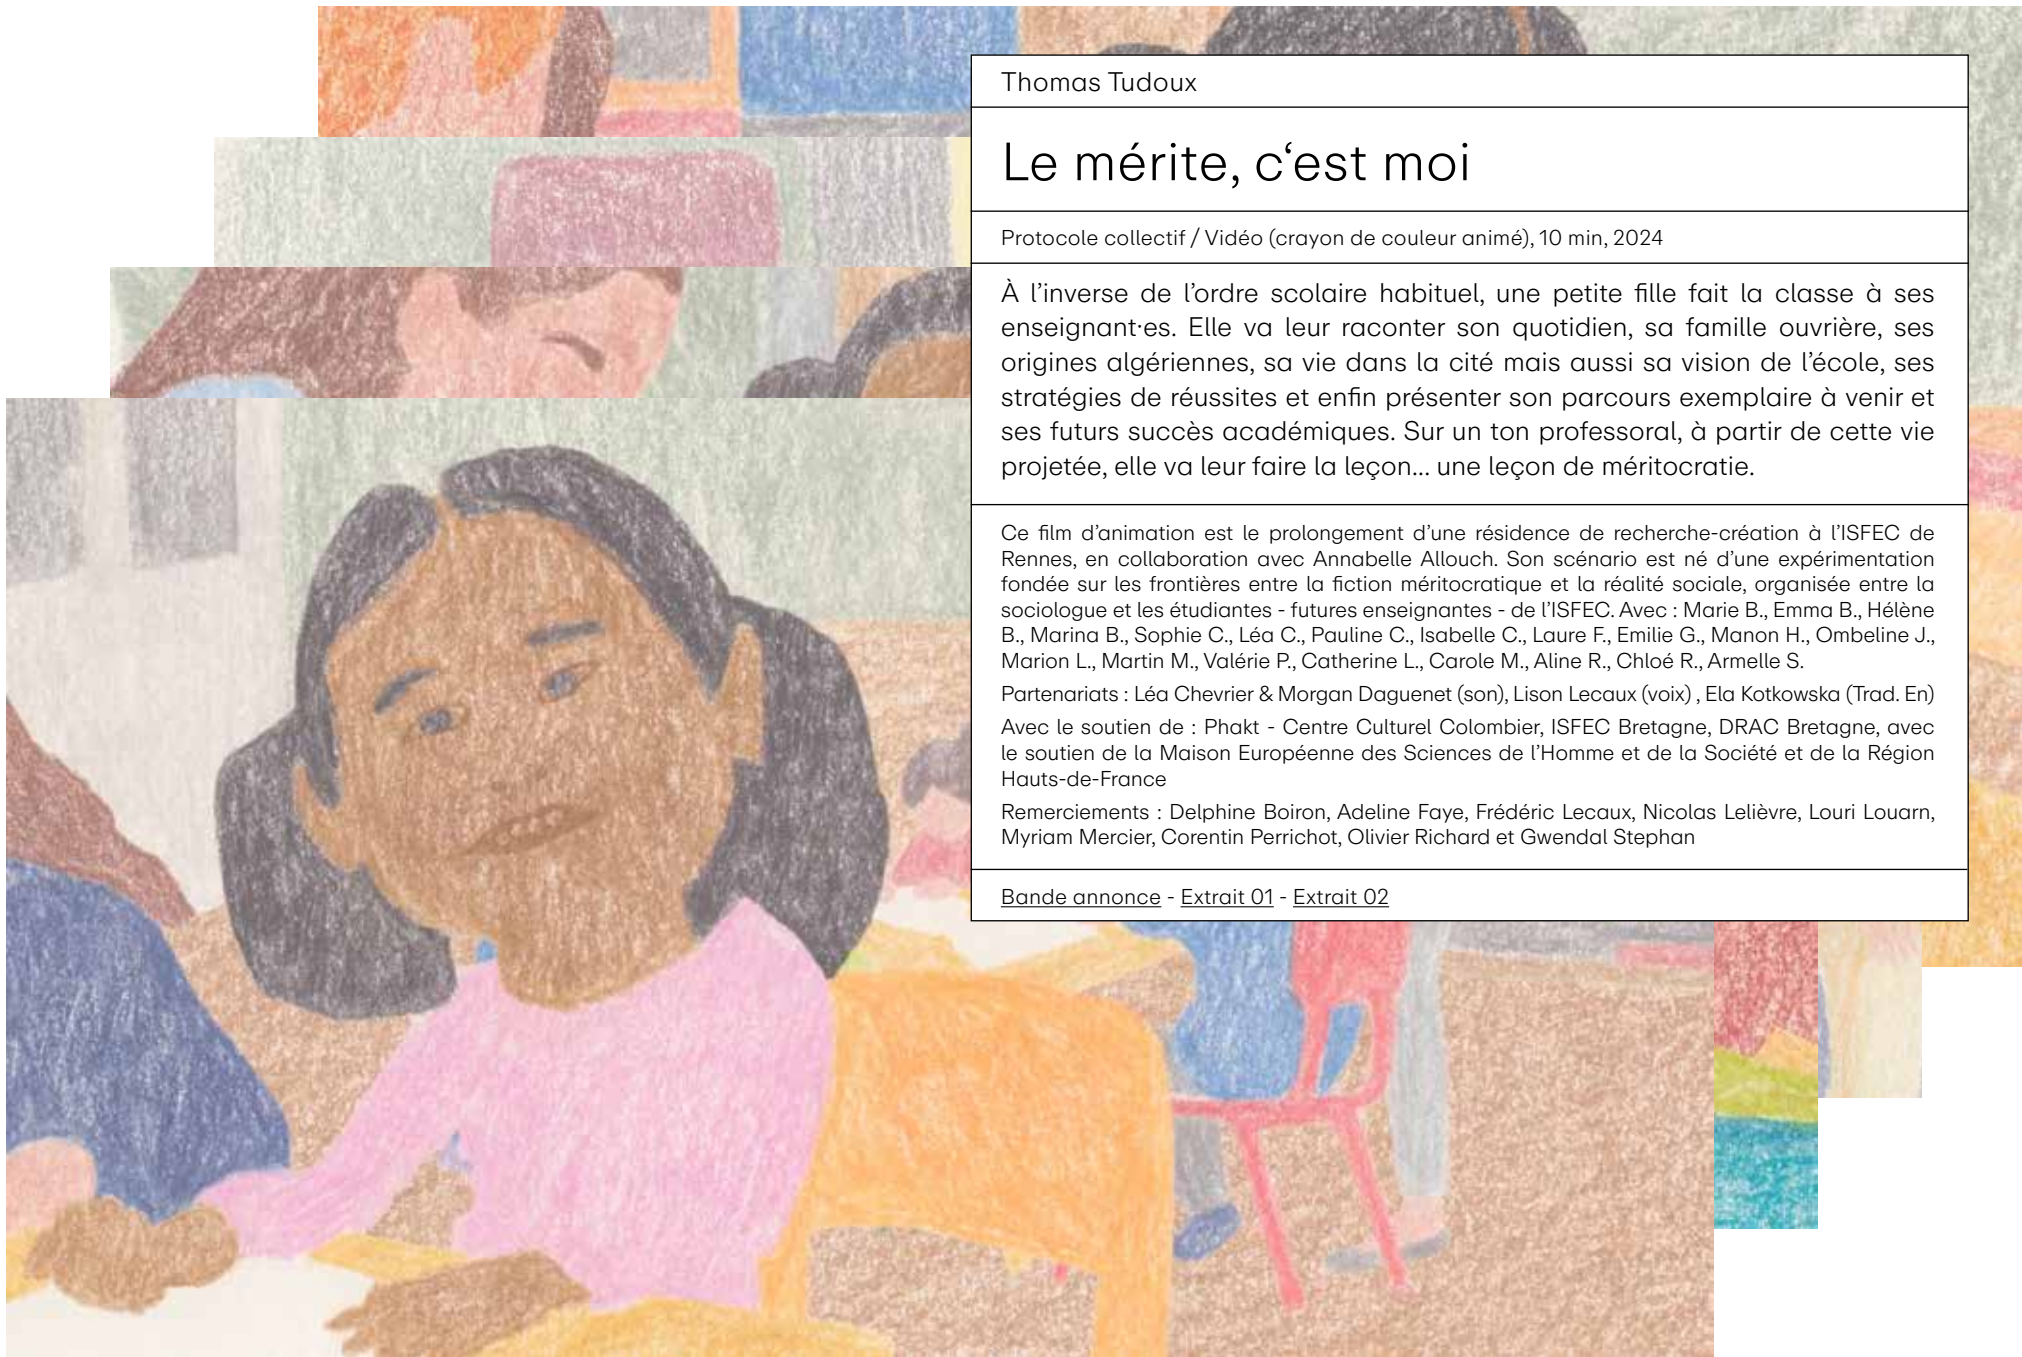 Thomas Tudoux
Le mérite, c‘est moi
Protocole collectif / Vidéo (crayon de couleur animé), 10 min, 2024
À l’inverse de l’ordre scolaire habituel, une petite fille fait la classe à ses
enseignant·es. Elle va leur raconter son quotidien, sa famille ouvrière, ses
origines algériennes, sa vie dans la cité mais aussi sa vision de l’école, ses
stratégies de réussites et enfin présenter son parcours exemplaire à venir et
ses futurs succès académiques. Sur un ton professoral, à partir de cette vie
projetée, elle va leur faire la leçon... une leçon de méritocratie.
Ce film d’animation est le prolongement d’une résidence de recherche-création à l’ISFEC de
Rennes, en collaboration avec Annabelle Allouch. Son scénario est né d’une expérimentation
fondée sur les frontières entre la fiction méritocratique et la réalité sociale, organisée entre la
sociologue et les étudiantes - futures enseignantes - de l’ISFEC. Avec : Marie B., Emma B., Hélène
B., Marina B., Sophie C., Léa C., Pauline C., Isabelle C., Laure F., Emilie G., Manon H., Ombeline J.,
Marion L., Martin M., Valérie P., Catherine L., Carole M., Aline R., Chloé R., Armelle S.
Partenariats : Léa Chevrier & Morgan Daguenet (son), Lison Lecaux (voix) , Ela Kotkowska (Trad. En)
Avec le soutien de : Phakt - Centre Culturel Colombier, ISFEC Bretagne, DRAC Bretagne, avec
le soutien de la Maison Européenne des Sciences de l’Homme et de la Société et de la Région
Hauts-de-France
Remerciements : Delphine Boiron, Adeline Faye, Frédéric Lecaux, Nicolas Lelièvre, Louri Louarn,
Myriam Mercier, Corentin Perrichot, Olivier Richard et Gwendal Stephan
Bande annonce - Extrait 01 - Extrait 02